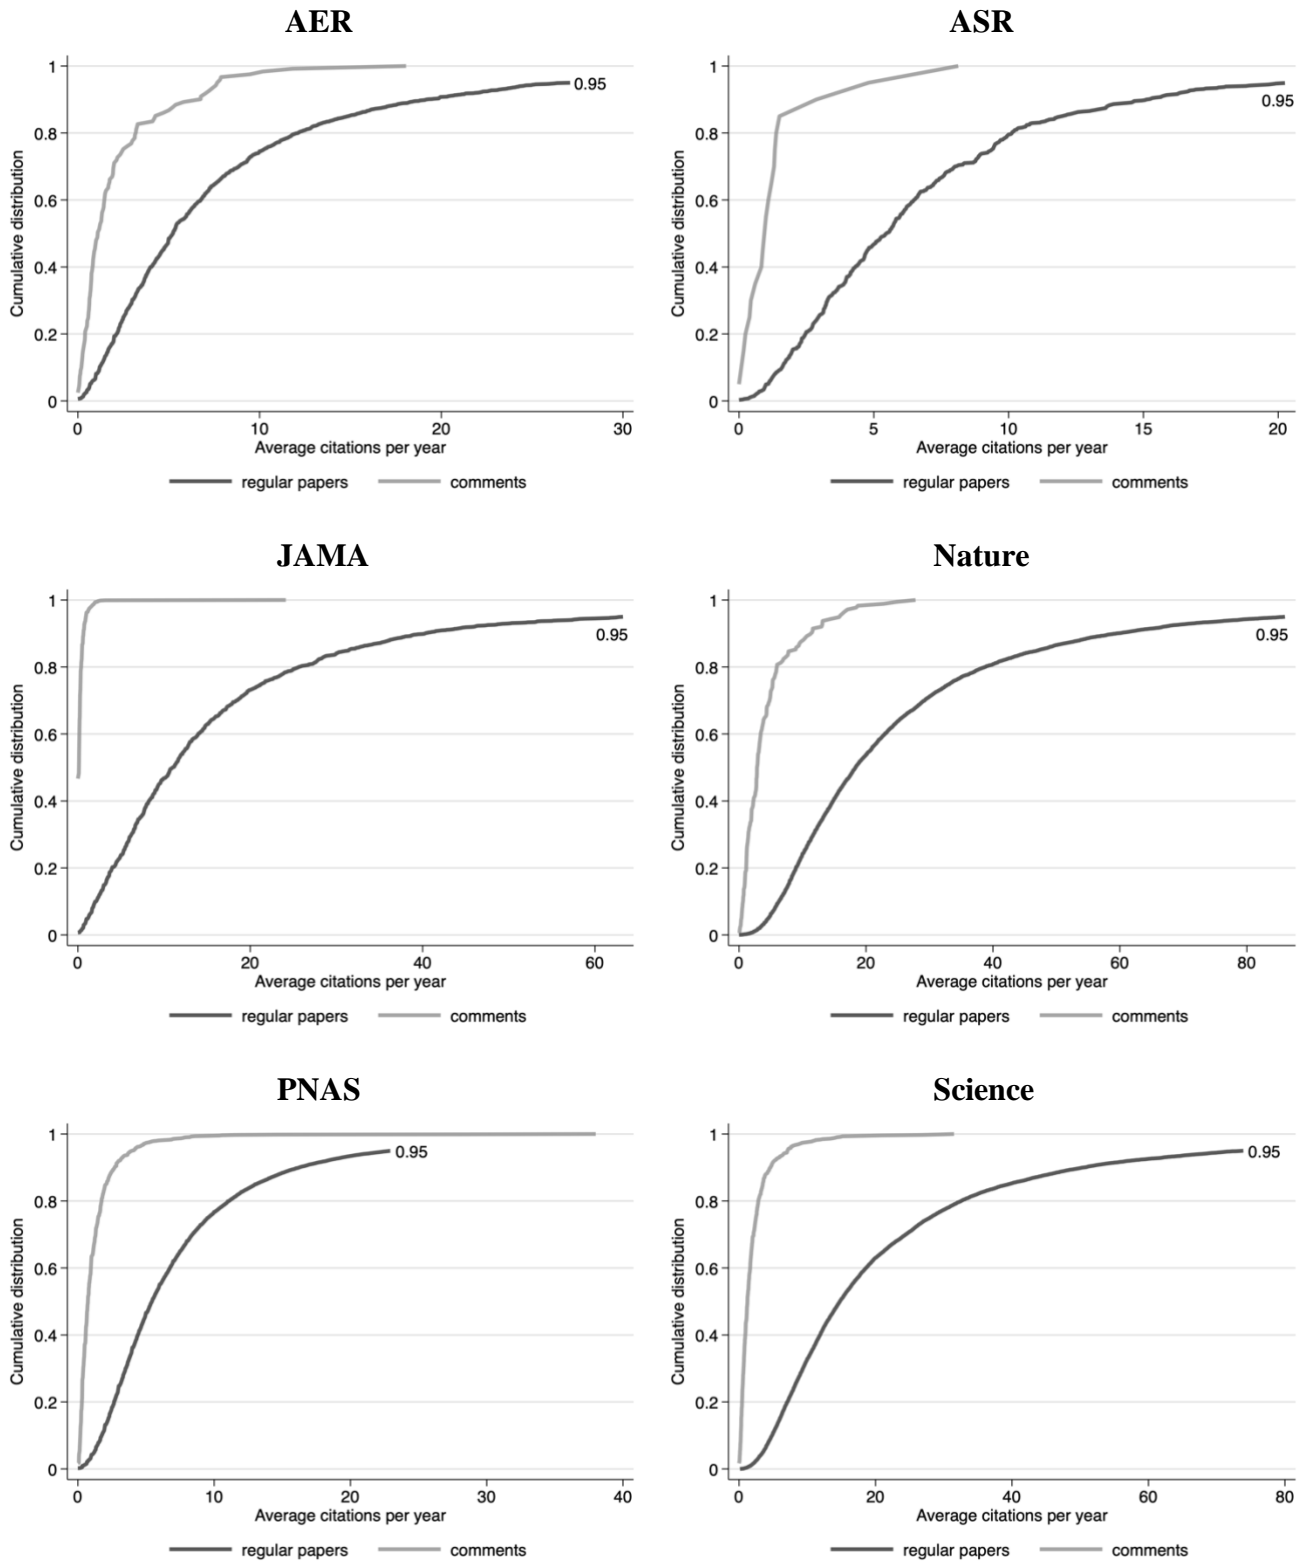 AER
Cumulative distribution
1
0.8
0.6
0.4
0.2
0
0.95
0 10 20 30
Average citations per year
regular papers comments
ASR
Cumulative distribution
1
0.8
0.6
0.4
0.2
0
0.95
0 5 10 15 20
Average citations per year
regular papers comments
JAMA
Cumulative distribution
1
0.8
0.6
0.4
0.2
0
0.95
0 20 40 60
Average citations per year
regular papers comments
Nature
Cumulative distribution
1
0.8
0.6
0.4
0.2
0
0.95
0 20 40 60 80
Average citations per year
regular papers comments
PNAS
Cumulative distribution
1
0.8
0.6
0.4
0.2
0
0.95
0 10 20 30 40
Average citations per year
regular papers comments
Science
Cumulative distribution
1
0.8
0.6
0.4
0.2
0
0.95
0 20 40 60 80
Average citations per year
regular papers comments